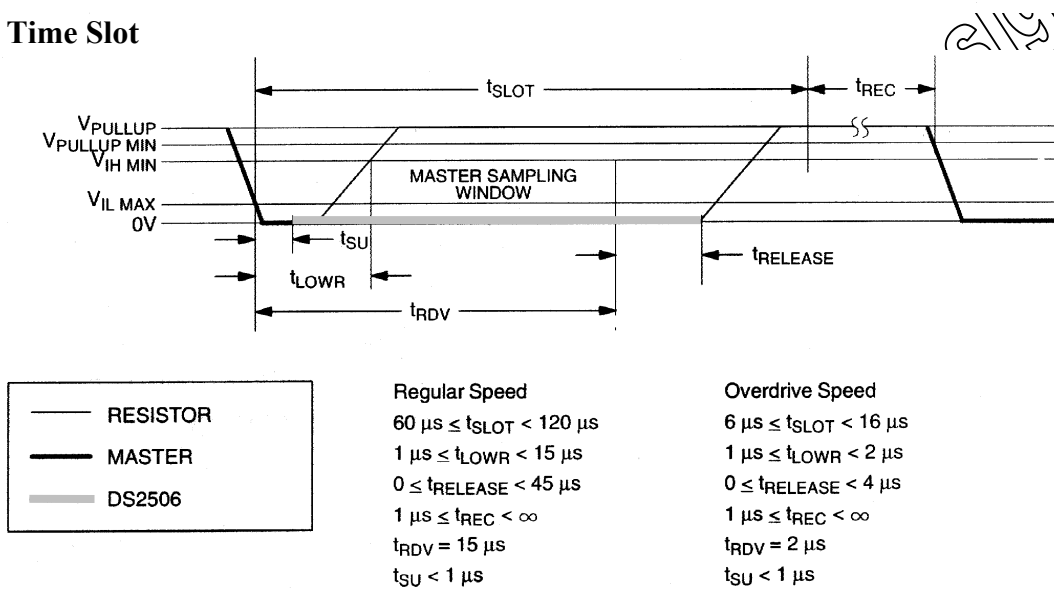 Time Slot
tSLOT
tREC
VPULLUP
VPULLUP MIN
VIH MIN
MASTER SAMPLING
WINDOW
VIL MAX
0V
tSU
tRELEASE
tLOWR
tRDV
RESISTOR
MASTER
DS2506
Regular Speed
60 µs ≤ tSLOT < 120 µs
1 µs ≤ tLOWR < 15 µs
0 ≤ tRELEASE < 45 µs
1 µs ≤ tREC < ∞
tRDV = 15 µs
tSU < 1 µs
Overdrive Speed
6 µs ≤ tSLOT < 16 µs
1 µs ≤ tLOWR < 2 µs
0 ≤ tRELEASE < 4 µs
1 µs ≤ tREC < ∞
tRDV = 2 µs
tSU < 1 µs